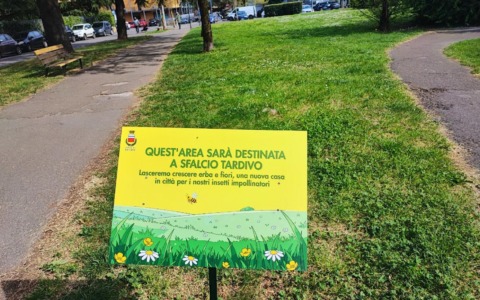 QUEST'AREA SARÀ DESTINATA
A SFALCIO TARDIVO
Lasceremo crescere erba e fiori, una nuova casa
in città per i nostri insetti impollinatori